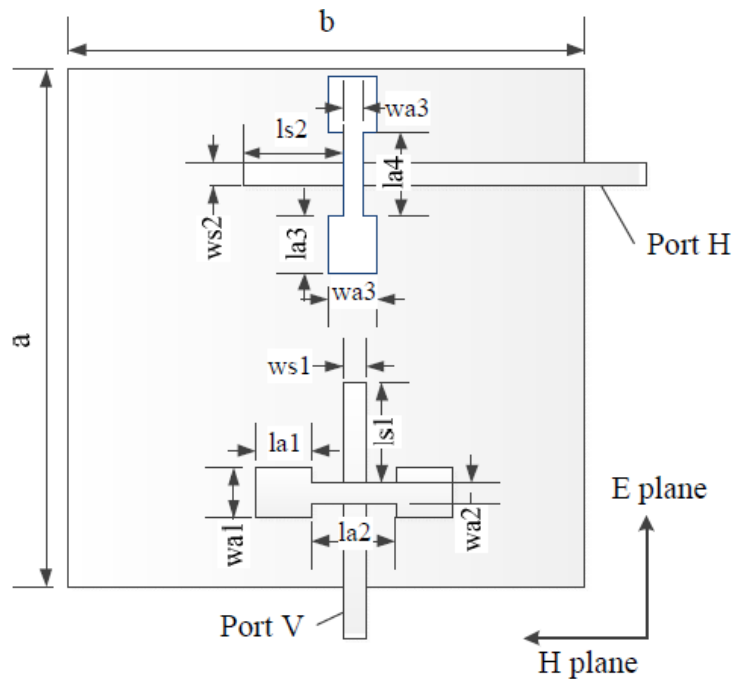 b
wa3
ls2
la4
ws2
la3
Port H
wa3
a
ws1
ls1
la1
E plane
wa1
la2
wa2
Port V
H plane